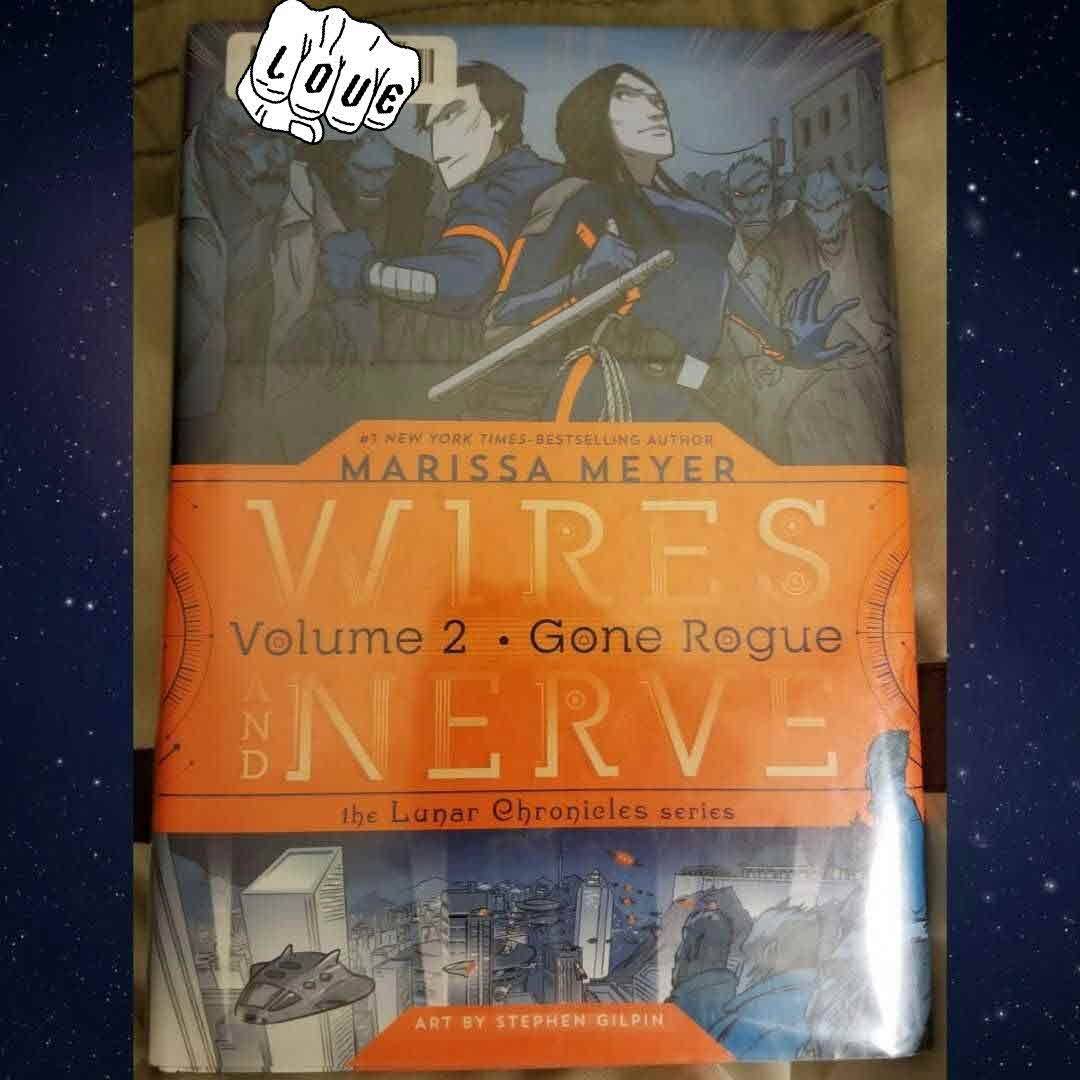 LOVE
#1 NEW YORK TIMES-BESTSELLING AUTHOR
MARISSA MEYER
WIRES
Volume 2 • Gone Rogue
AND NERVE
the Lunar Chronicles series
ART BY STEPHEN GILPIN